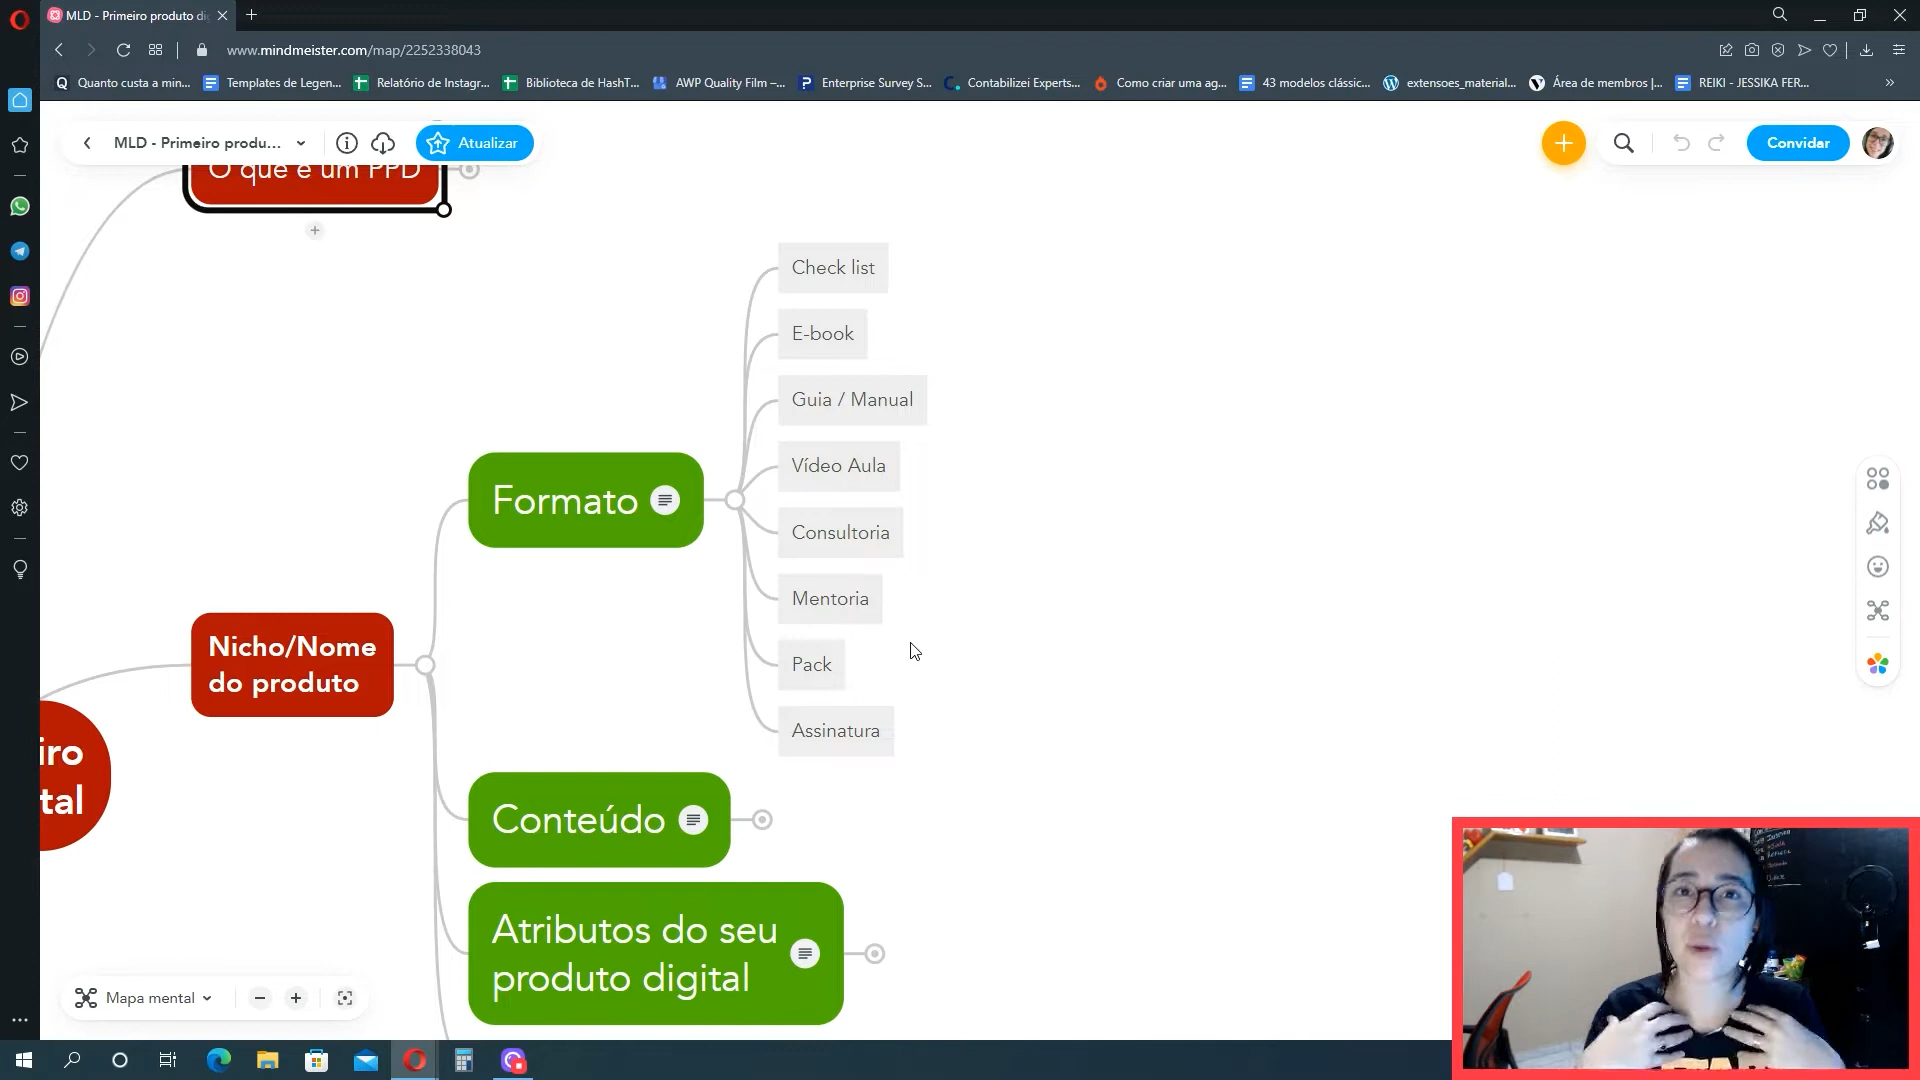 MLD - Primeiro produto di
www.mindmeister.com/map/2252338043
Quanto custa a min...
Templates de Legen...
Relatório de Instagr...
Biblioteca de HashT...
AWP Quality Film –...
Enterprise Survey S...
Contabilizei Experts...
Como criar uma ag...
43 modelos clássic...
extensoes_material...
Área de membros |...
REIKI - JESSIKA FER...
MLD - Primeiro produ...
Atualizar
Convidar
O que é um PPD
Check list
E-book
Guia / Manual
Vídeo Aula
Formato
Consultoria
Mentoria
Nicho/Nome
do produto
Pack
Assinatura
iro
tal
Conteúdo
Atributos do seu
produto digital
Mapa mental